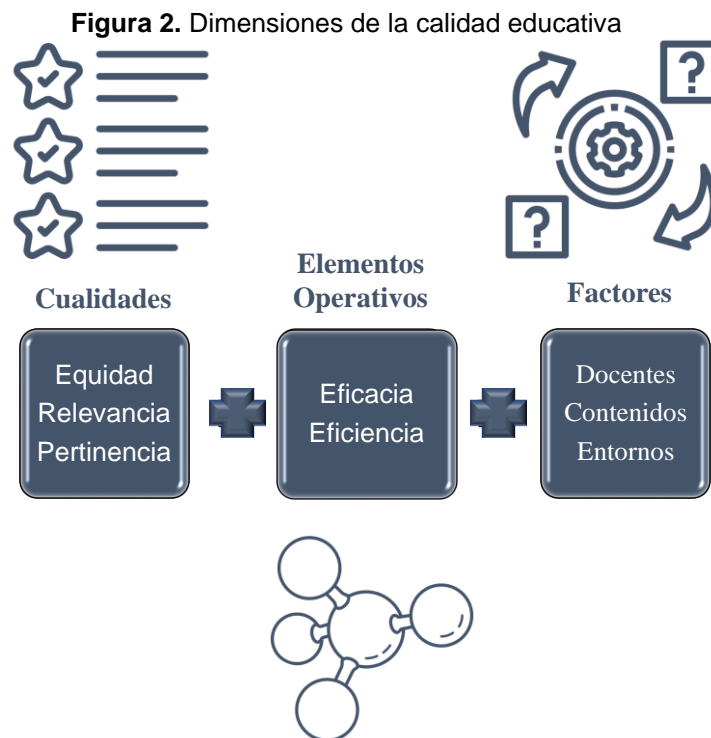 Figura 2. Dimensiones de la calidad educativa
?
?
Cualidades
Elementos
Operativos
Factores
Equidad
Relevancia
Pertinencia
Eficacia
Eficiencia
Docentes
Contenidos
Entornos